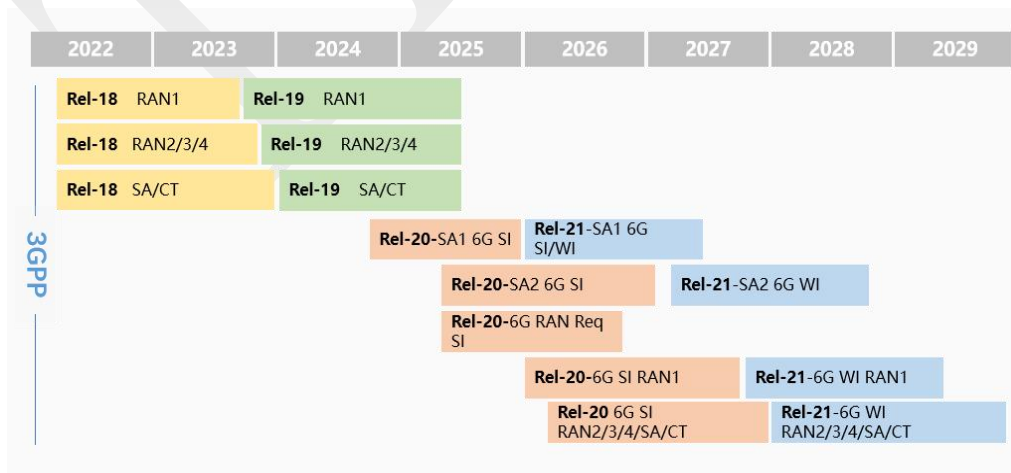 2022 2023 2024 2025 2026 2027 2028 2029
Rel-18 RAN1 Rel-19 RAN1
Rel-18 RAN2/3/4 Rel-19 RAN2/3/4
Rel-18 SA/CT Rel-19 SA/CT
3GPP
Rel-20-SA1 6G SI
Rel-21-SA1 6G
SI/WI
Rel-20-SA2 6G SI Rel-21-SA2 6G WI
Rel-20-6G RAN Req
SI
Rel-20-6G SI RAN1 Rel-21-6G WI RAN1
Rel-20 6G SI
RAN2/3/4/SA/CT
Rel-21-6G WI
RAN2/3/4/SA/CT